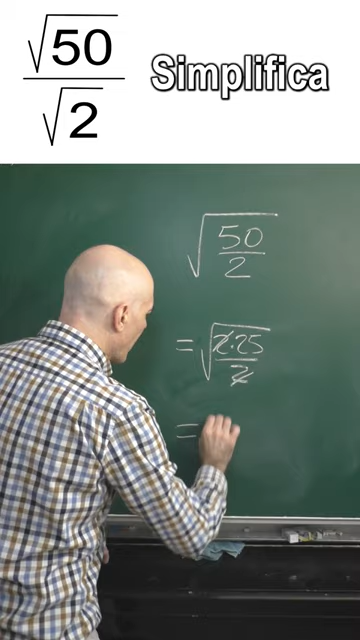 √50 / √2 Simplifica
√(50/2)
= √(2·25/2)
=